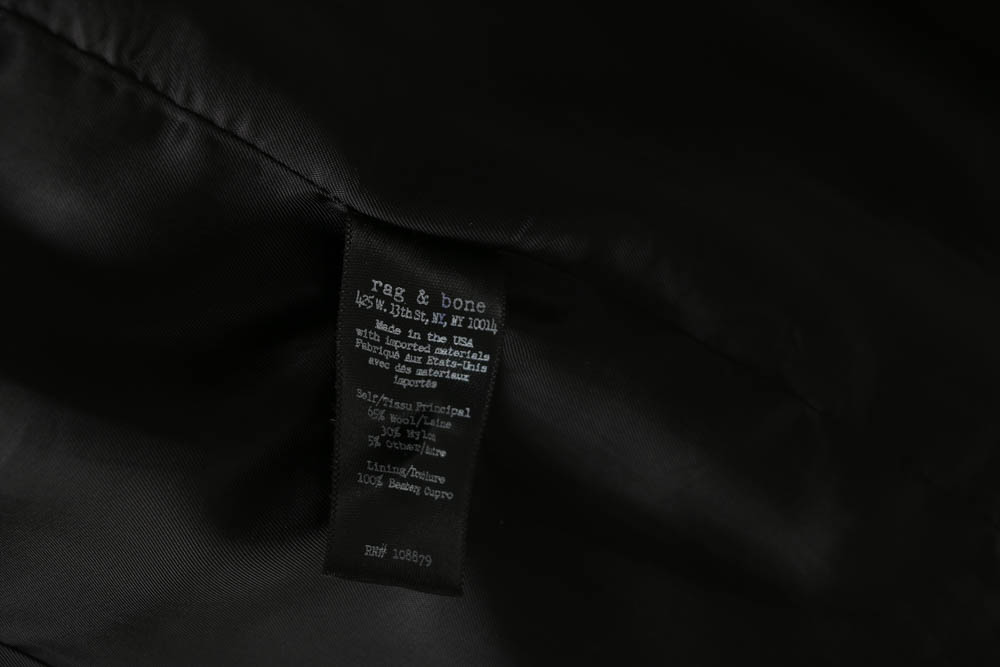 rag & bone
425 W. 13th St, NY, NY 10014
Made in the USA
with imported materials
Fabriqué Aux Etats-Unis
avec des materiaux
importés
Self/Tissu Principal
65% Wool/Laine
30% Nylon
5% Other/Autre
Lining/Doublure
100% Bemberg Cupro
RN# 108879